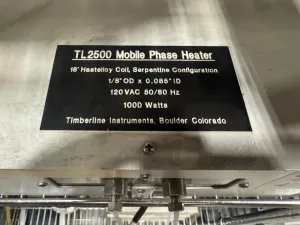 TL2500 Mobile Phase Heater
18' Hastelloy Coil, Serpentine Configuration
1/8"OD x 0.085"ID
120VAC 50/60 Hz
1000 Watts
Timberline Instruments, Boulder Colorado